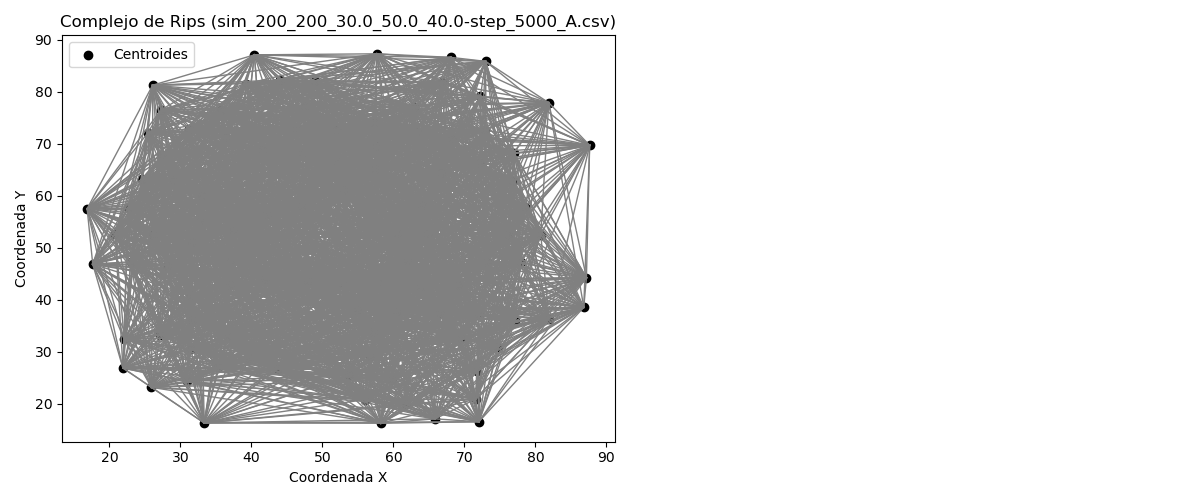 Complejo de Rips (sim_200_200_30.0_50.0_40.0-step_5000_A.csv)
90
Centroides
80
70
60
50
40
30
20
Coordenada Y
20 30 40 50 60 70 80 90
Coordenada X